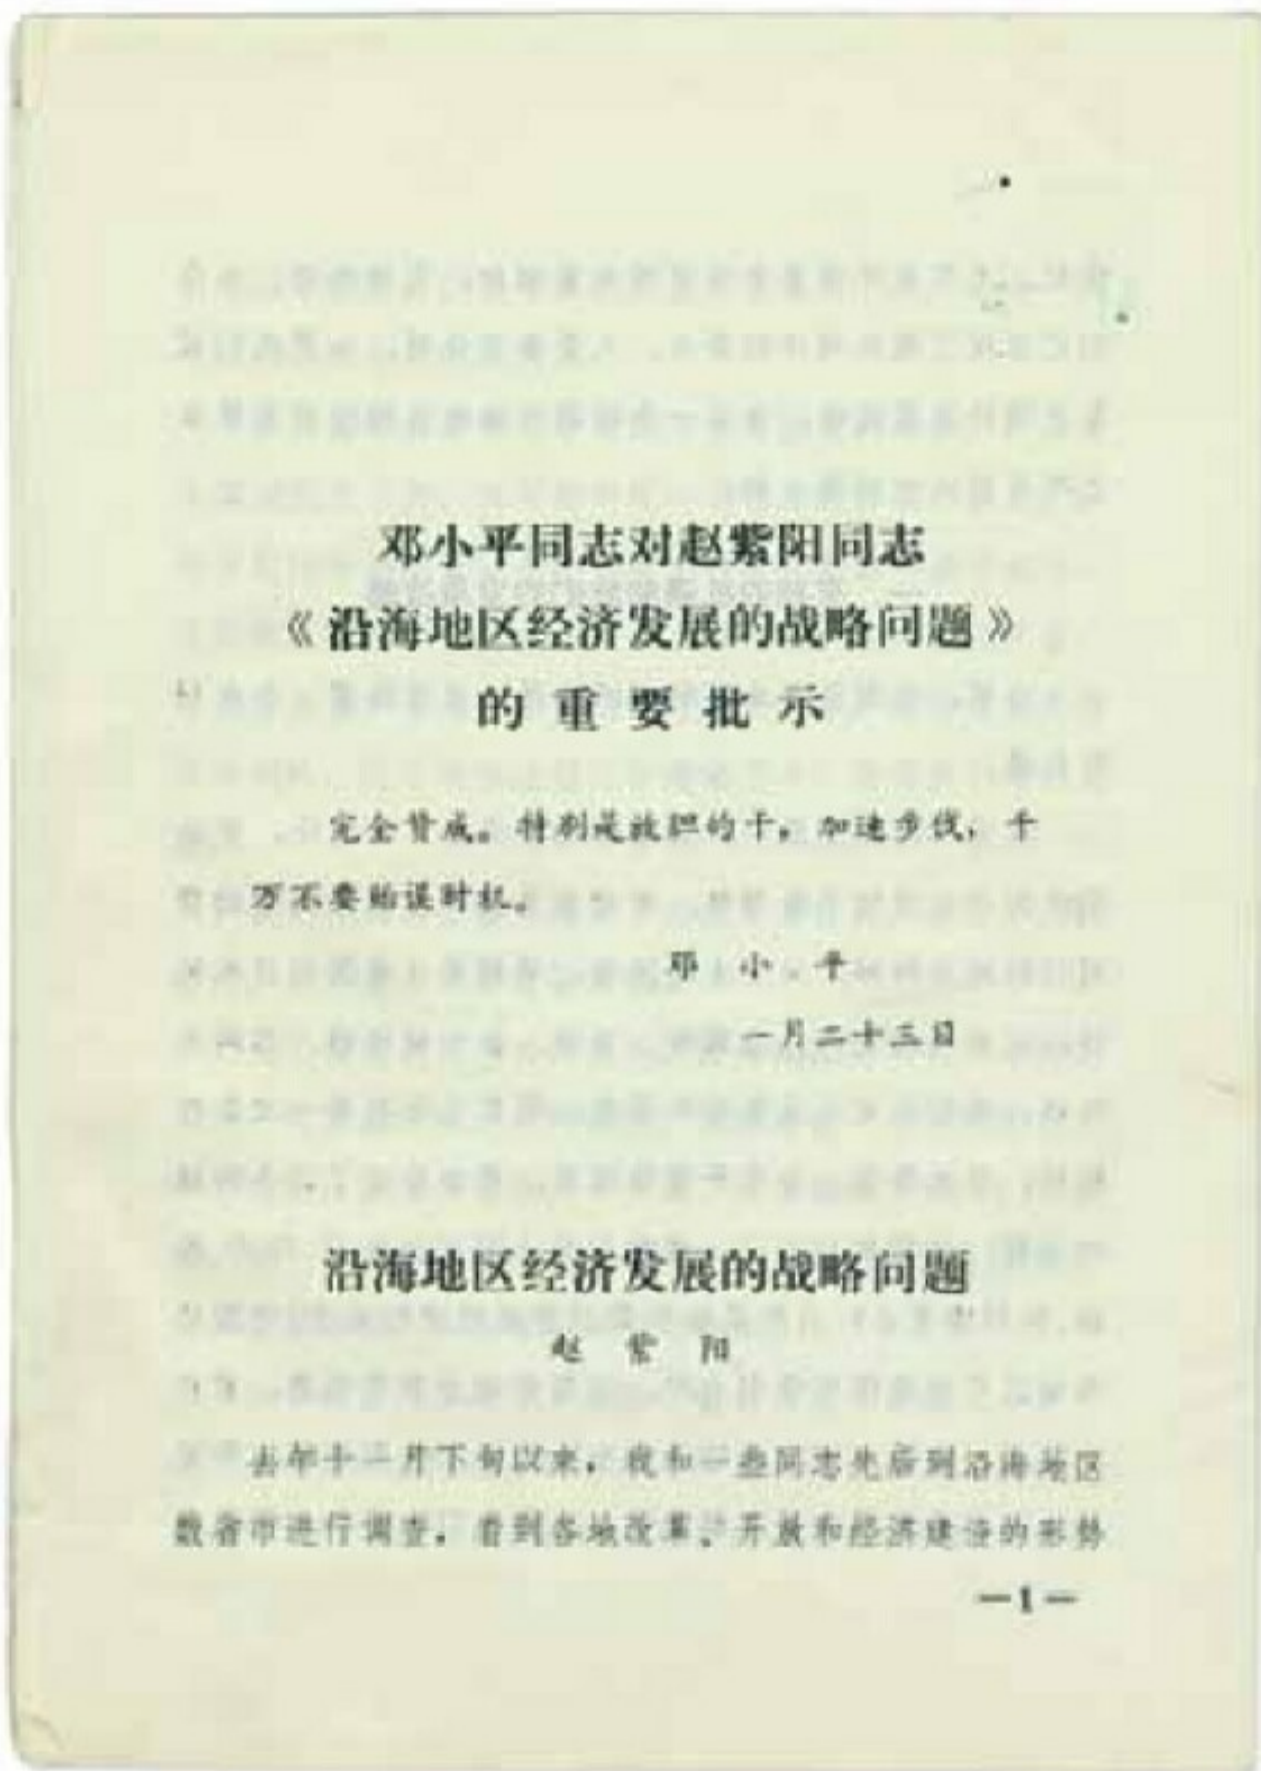 邓小平同志对赵紫阳同志
《沿海地区经济发展的战略问题》
的重要批示
完全赞成。特别是放胆的干，加速步伐，千
万不要贻误时机。
邓小平
一月二十三日
沿海地区经济发展的战略问题
赵紫阳
去年十一月下旬以来，我和一些同志先后到沿海地区
数省市进行调查，看到各地改革、开放和经济建设的形势
—1—